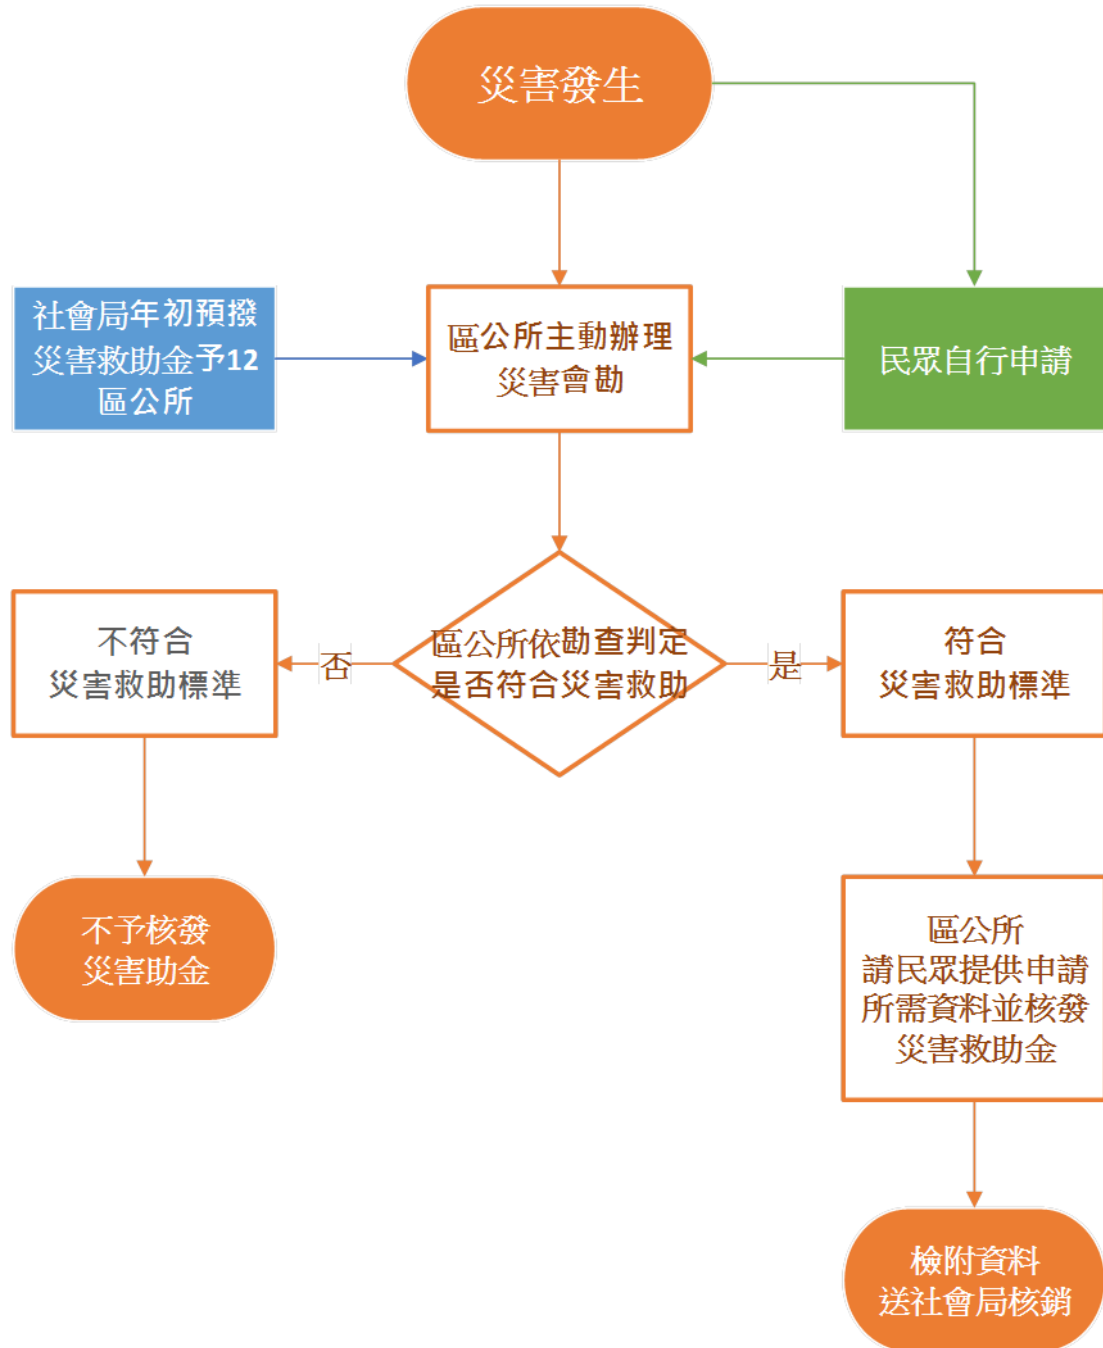 災害發生
社會局年初預撥
災害救助金予12
區公所
區公所主動辦理
災害會勘
民眾自行申請
不符合
災害救助標準
否
區公所依勘查判定
是否符合災害救助
是
符合
災害救助標準
不予核發
災害助金
區公所
請民眾提供申請
所需資料並核發
災害救助金
檢附資料
送社會局核銷